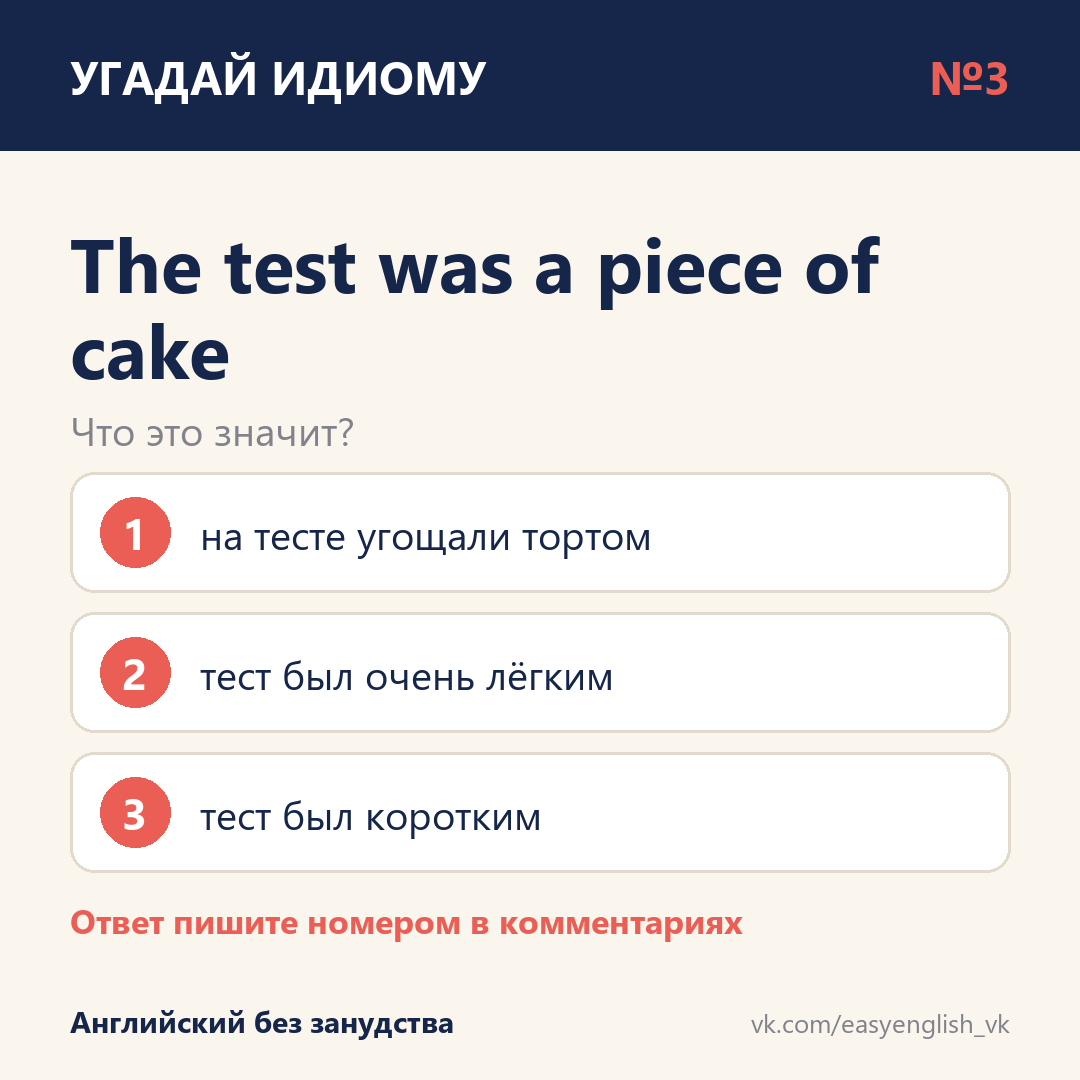 УГАДАЙ ИДИОМУ
№3
The test was a piece of
cake
Что это значит?
1 на тесте угощали тортом
2 тест был очень лёгким
3 тест был коротким
Ответ пишите номером в комментариях
Английский без занудства
vk.com/easyenglish_vk